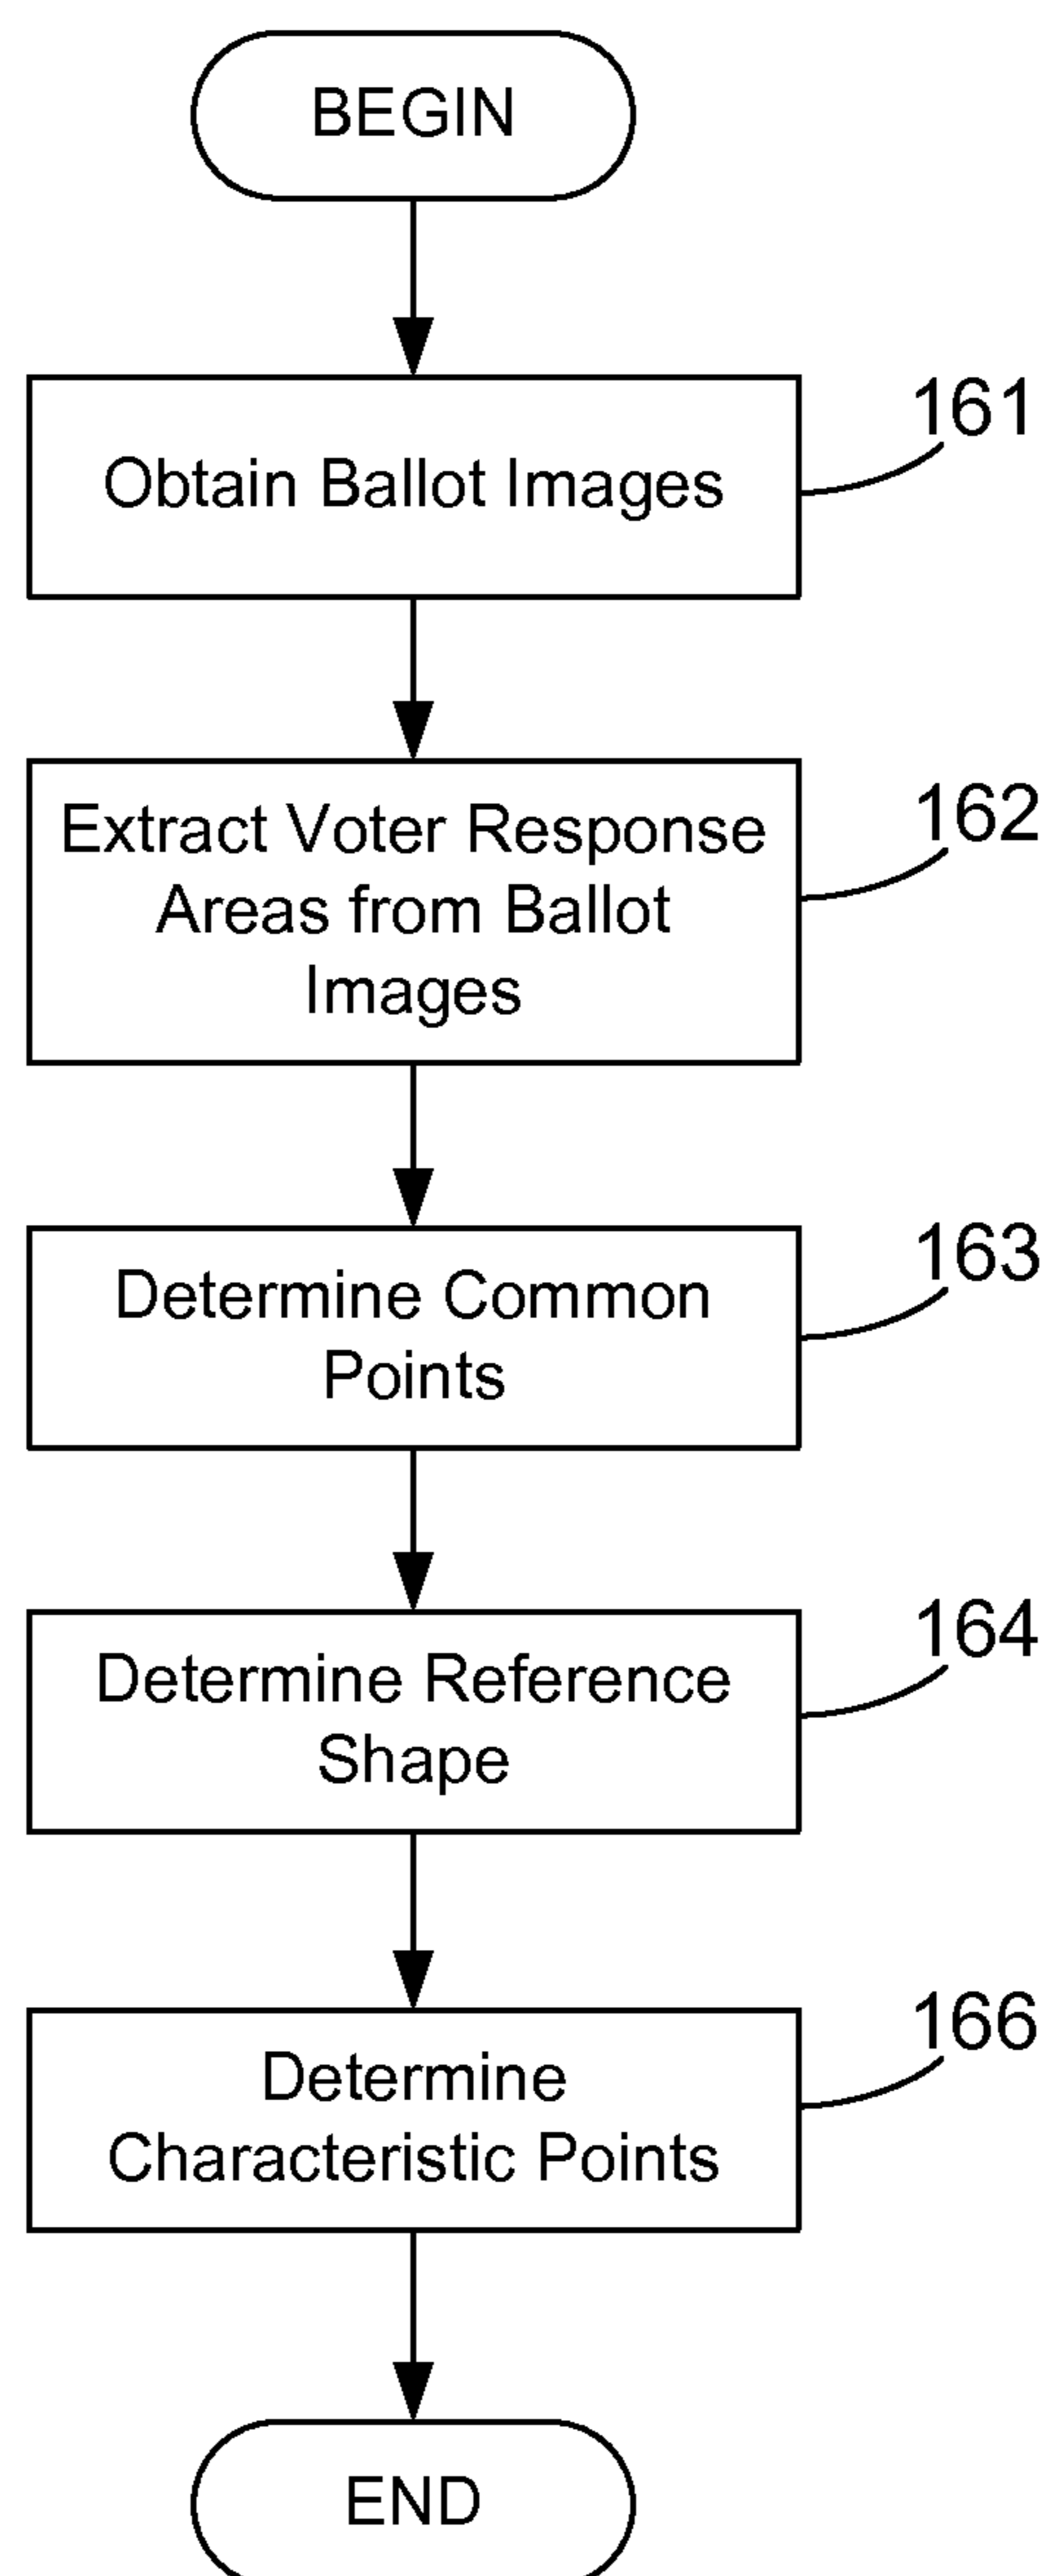 BEGIN
161
Obtain Ballot Images
162
Extract Voter Response
Areas from Ballot
Images
163
Determine Common
Points
164
Determine Reference
Shape
166
Determine
Characteristic Points
END